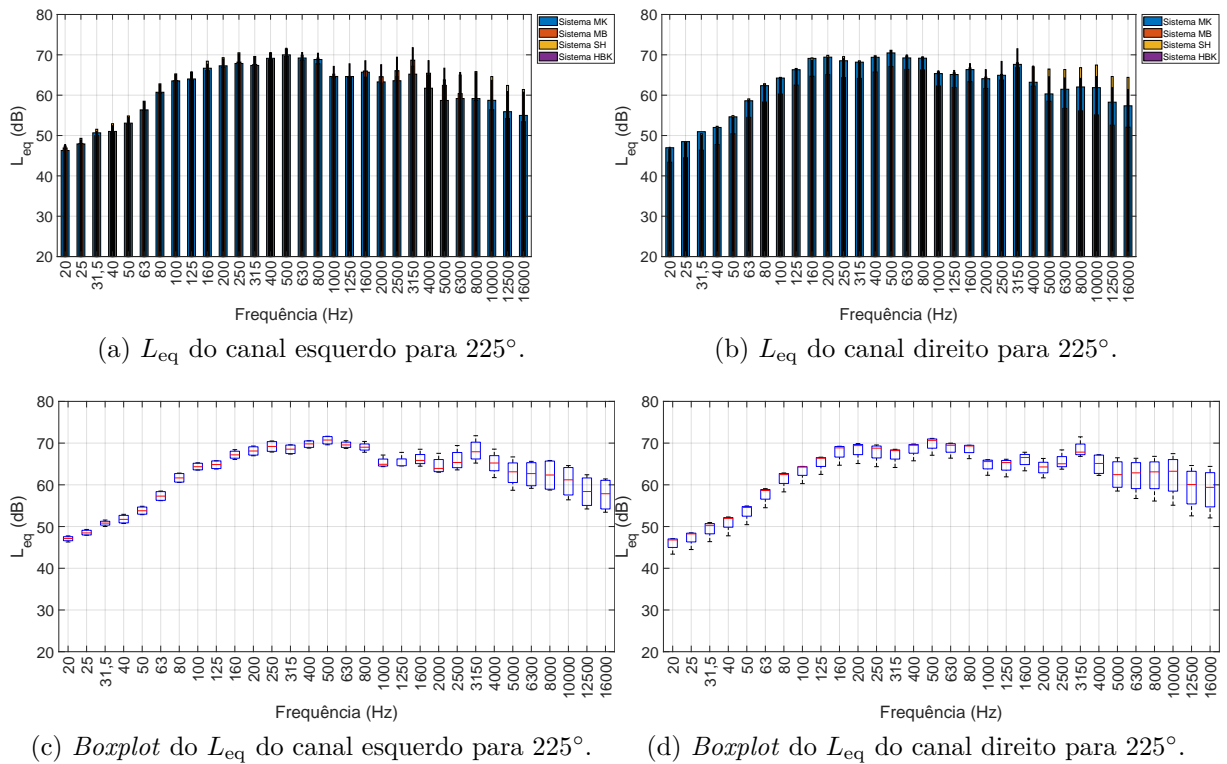 80
70
60
50
40
30
20
L_eq (dB)
20 25 31,5 40 50 63 80 100 125 160 200 250 315 400 500 630 800 1000 1250 1600 2000 2500 3150 4000 5000 6300 8000 10000 12500 16000
Frequência (Hz)
Sistema MK
Sistema MB
Sistema SH
Sistema HBK
(a) L_eq do canal esquerdo para 225°.
80
70
60
50
40
30
20
L_eq (dB)
20 25 31,5 40 50 63 80 100 125 160 200 250 315 400 500 630 800 1000 1250 1600 2000 2500 3150 4000 5000 6300 8000 10000 12500 16000
Frequência (Hz)
Sistema MK
Sistema MB
Sistema SH
Sistema HBK
(b) L_eq do canal direito para 225°.
80
70
60
50
40
30
20
L_eq (dB)
20 25 31,5 40 50 63 80 100 125 160 200 250 315 400 500 630 800 1000 1250 1600 2000 2500 3150 4000 5000 6300 8000 10000 12500 16000
Frequência (Hz)
(c) Boxplot do L_eq do canal esquerdo para 225°.
80
70
60
50
40
30
20
L_eq (dB)
20 25 31,5 40 50 63 80 100 125 160 200 250 315 400 500 630 800 1000 1250 1600 2000 2500 3150 4000 5000 6300 8000 10000 12500 16000
Frequência (Hz)
(d) Boxplot do L_eq do canal direito para 225°.